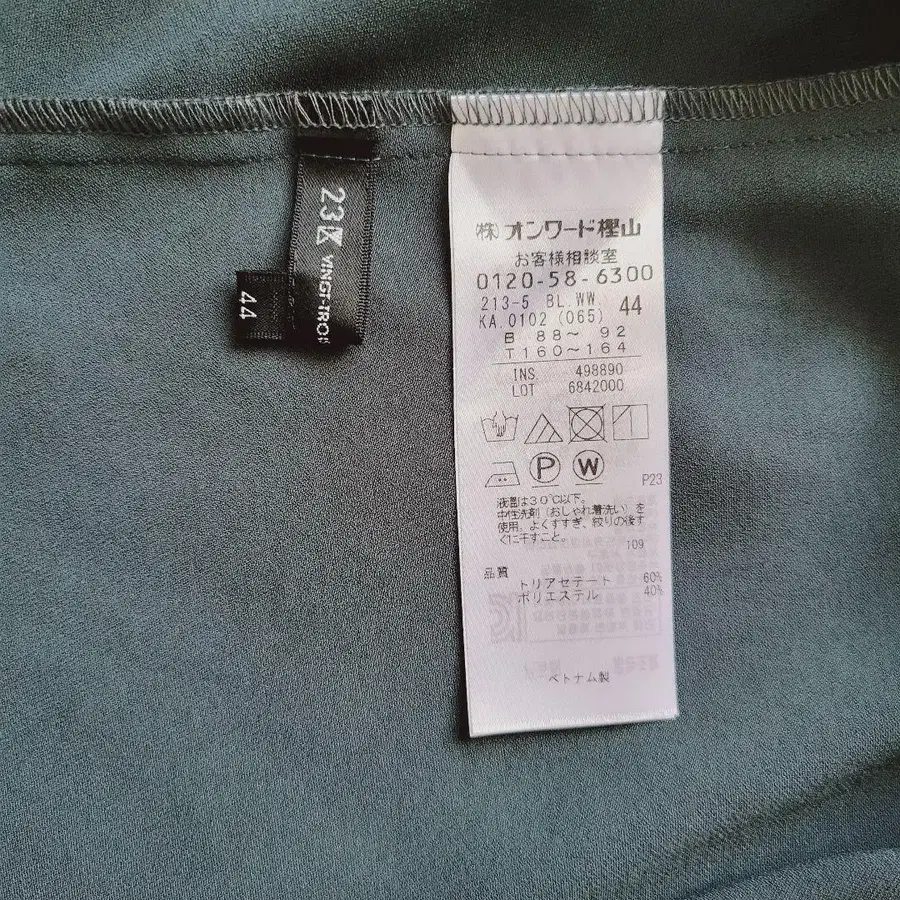 23区
VINGT-TROI
44
(株)オンワード樫山
お客様相談室
0120-58-6300
213-5 BL.WW.
KA.0102 (065) 44
B 88～ 92
T160～164
INS. 498890
LOT 6842000
P
W
P23
液温は30℃以下。
中性洗剤（おしゃれ着洗い）を
使用。よくすすぎ、絞りの後す
ぐに干すこと。
109
品質
トリアセテート 60%
ポリエステル 40%
ベトナム製